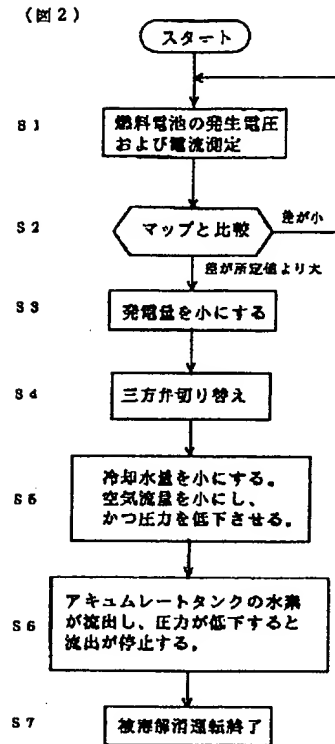 (図2)
スタート
S1
燃料電池の発生電圧
および電流測定
S2
マップと比較
差が小
差が所定値より大
S3
発電量を小にする
S4
三方弁切り替え
S5
冷却水量を小にする。
空気流量を小にし、
かつ圧力を低下させる。
S6
アキュムレートタンクの水素
が流出し、圧力が低下すると
流出が停止する。
S7
被毒解消運転終了